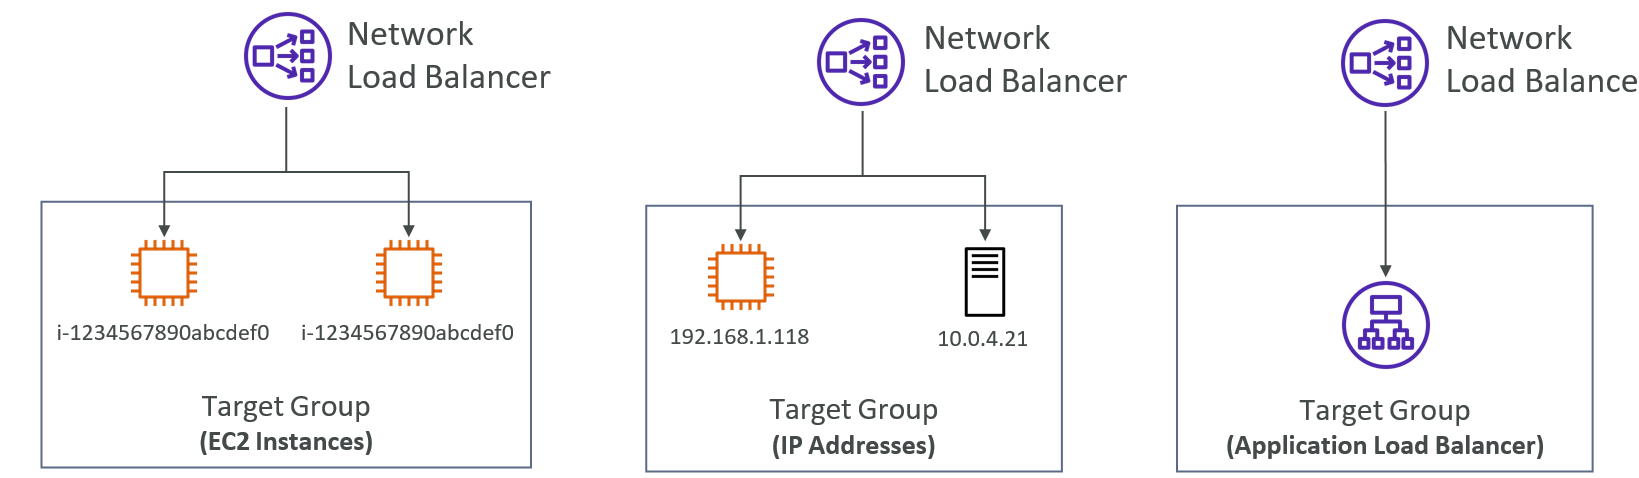 Network
Load Balancer
i-1234567890abcdef0
i-1234567890abcdef0
Target Group
(EC2 Instances)
Network
Load Balancer
192.168.1.118
10.0.4.21
Target Group
(IP Addresses)
Network
Load Balance
Target Group
(Application Load Balancer)